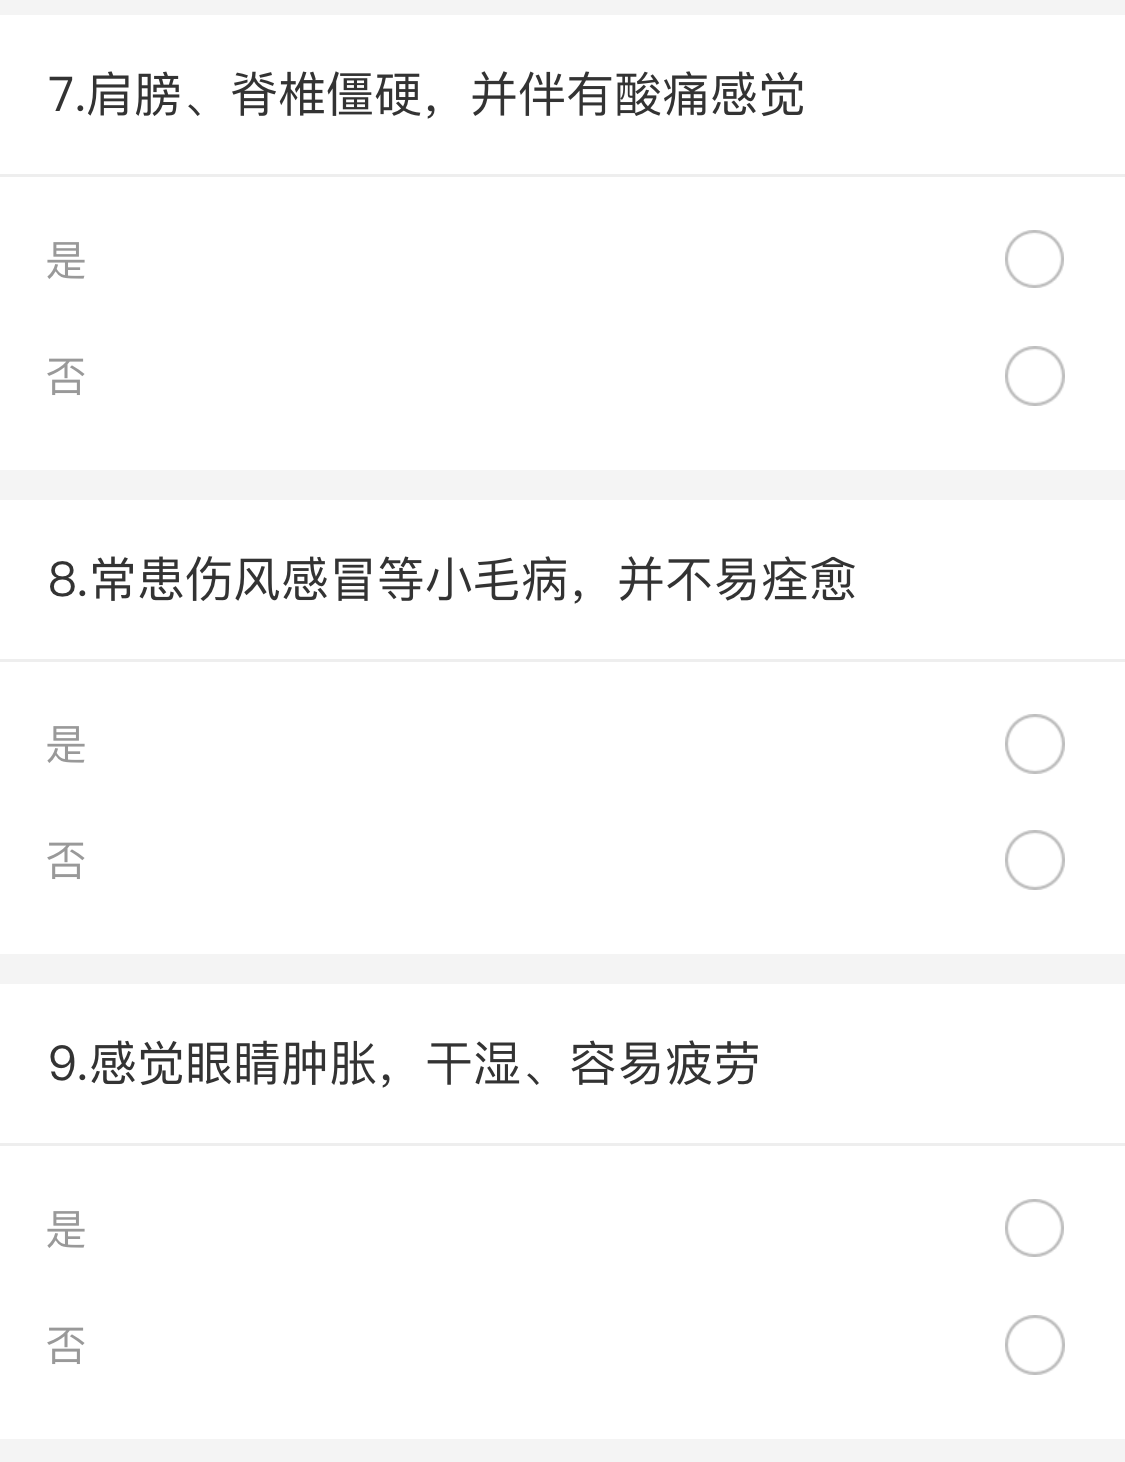 7.肩膀、脊椎僵硬，并伴有酸痛感觉
是
否
8.常患伤风感冒等小毛病，并不易痊愈
是
否
9.感觉眼睛肿胀，干湿、容易疲劳
是
否